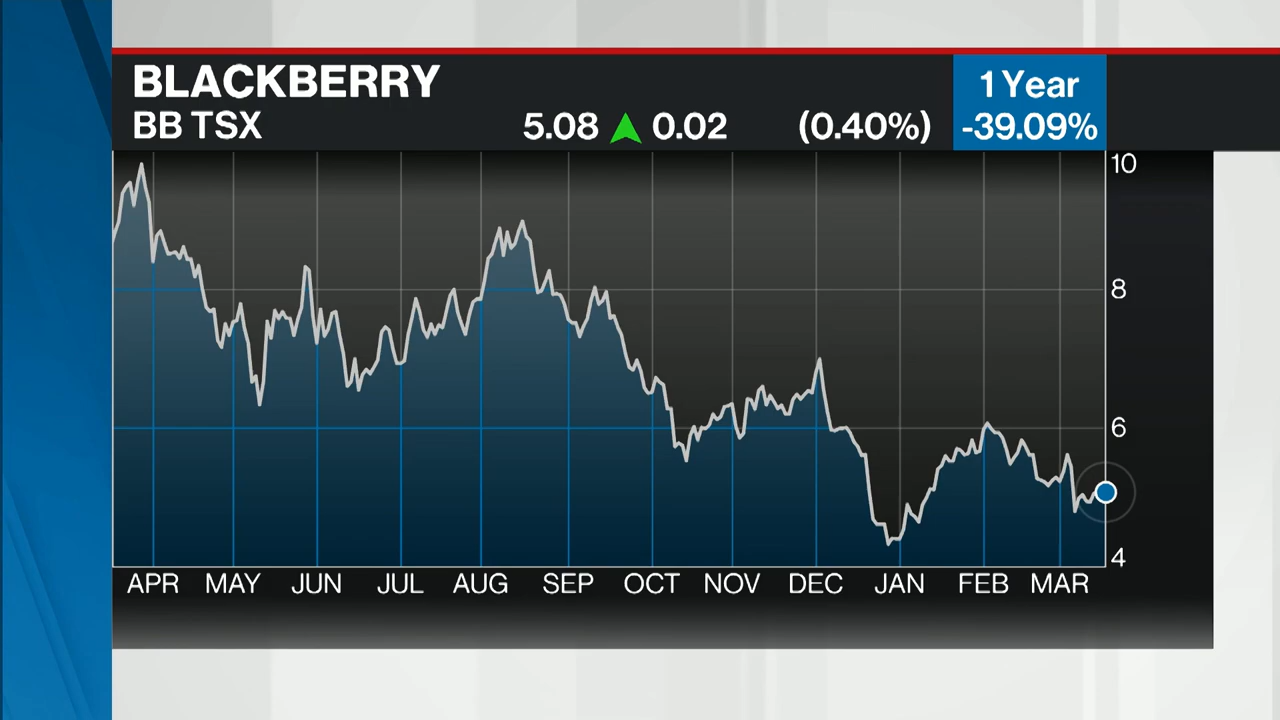 BLACKBERRY
BB TSX
5.08 ▲ 0.02 (0.40%)
1 Year
-39.09%
10
8
6
4
APR MAY JUN JUL AUG SEP OCT NOV DEC JAN FEB MAR